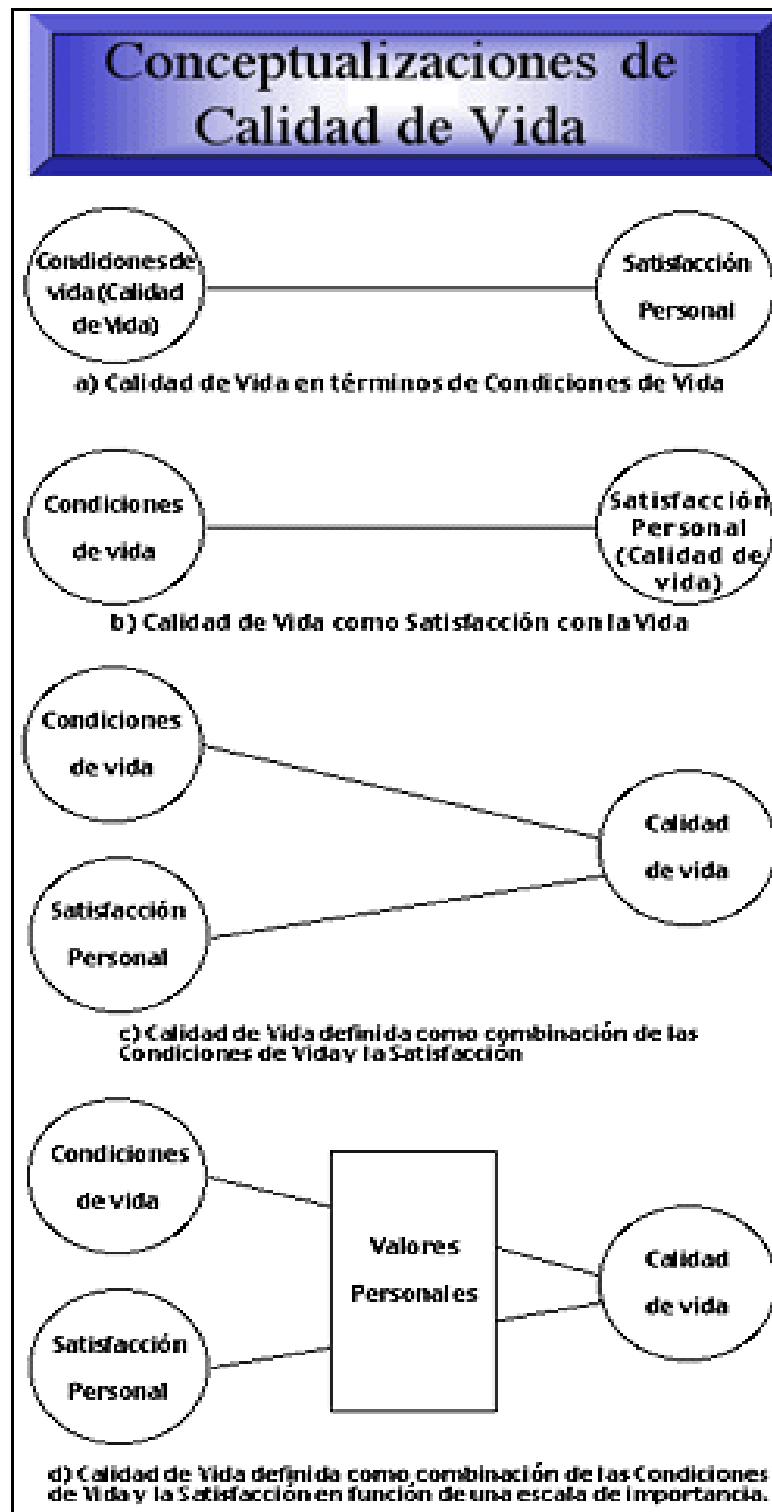 Conceptualizaciones de
Calidad de Vida
Condiciones de
vida (Calidad
de Vida)
Satisfacción
Personal
a) Calidad de Vida en términos de Condiciones de Vida
Condiciones
de vida
Satisfacción
Personal
(Calidad de
vida)
b) Calidad de Vida como Satisfacción con la Vida
Condiciones
de vida
Satisfacción
Personal
Calidad
de vida
c) Calidad de Vida definida como combinación de las
Condiciones de Vida y la Satisfacción
Condiciones
de vida
Satisfacción
Personal
Valores
Personales
Calidad
de vida
d) Calidad de Vida definida como combinación de las Condiciones
de Vida y la Satisfacción en función de una escala de importancia.